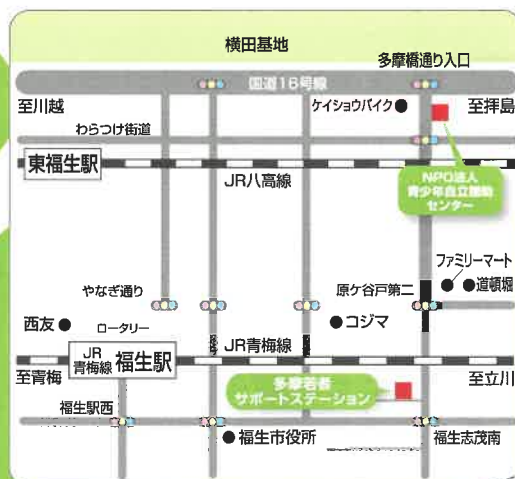 横田基地
多摩橋通り入口
国道16号線
至川越
ケイショウバイク
至拝島
わらつけ街道
東福生駅
JR八高線
NPO法人
青少年自立援助
センター
ファミリーマート
やなぎ通り
原ケ谷戸第二
道頓堀
西友
ロータリー
コジマ
JR青梅線
JR
青梅線
福生駅
至青梅
至立川
多摩若者
サポートステーション
福生駅西
福生市役所
福生志茂南